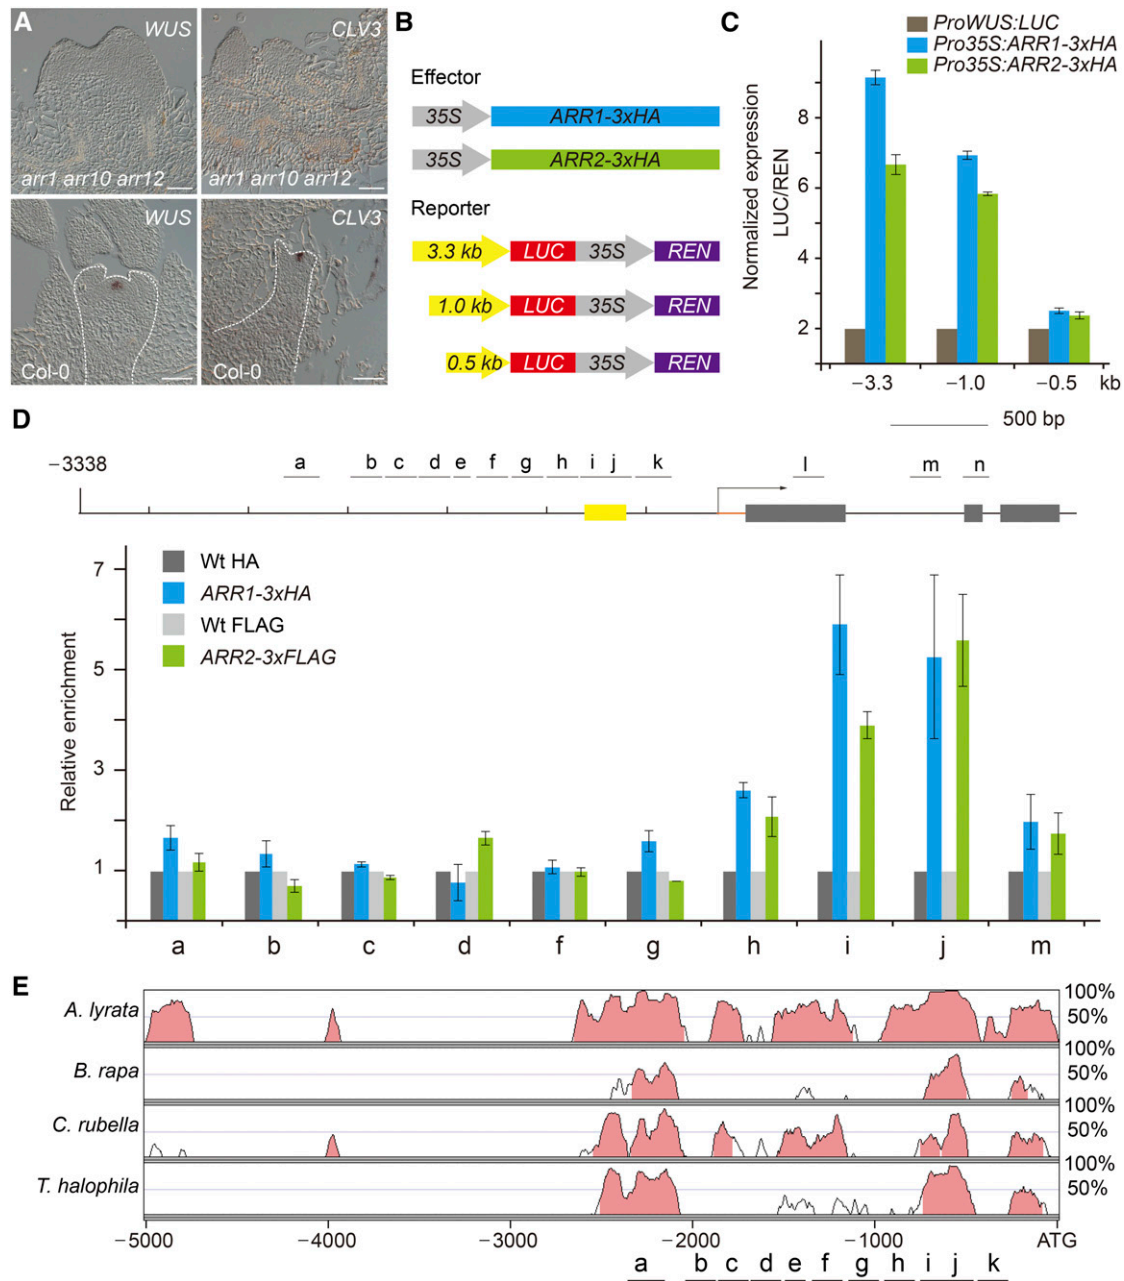 A
WUS
CLV3
arr1 arr10 arr12
arr1 arr10 arr12
WUS
CLV3
Col-0
Col-0
B
Effector
35S ARR1-3xHA
35S ARR2-3xHA
Reporter
3.3 kb LUC 35S REN
1.0 kb LUC 35S REN
0.5 kb LUC 35S REN
C
ProWUS:LUC
Pro35S:ARR1-3xHA
Pro35S:ARR2-3xHA
Normalized expression
LUC/REN
8
6
4
2
−3.3 −1.0 −0.5 kb
D
500 bp
−3338
a b c d e f g h i j k l m n
Wt HA
ARR1-3xHA
Wt FLAG
ARR2-3xFLAG
Relative enrichment
7
5
3
1
a b c d f g h i j m
E
A. lyrata 100%
50%
B. rapa 100%
50%
C. rubella 100%
50%
T. halophila 100%
50%
−5000 −4000 −3000 −2000 −1000 ATG
a b c d e f g h i j k